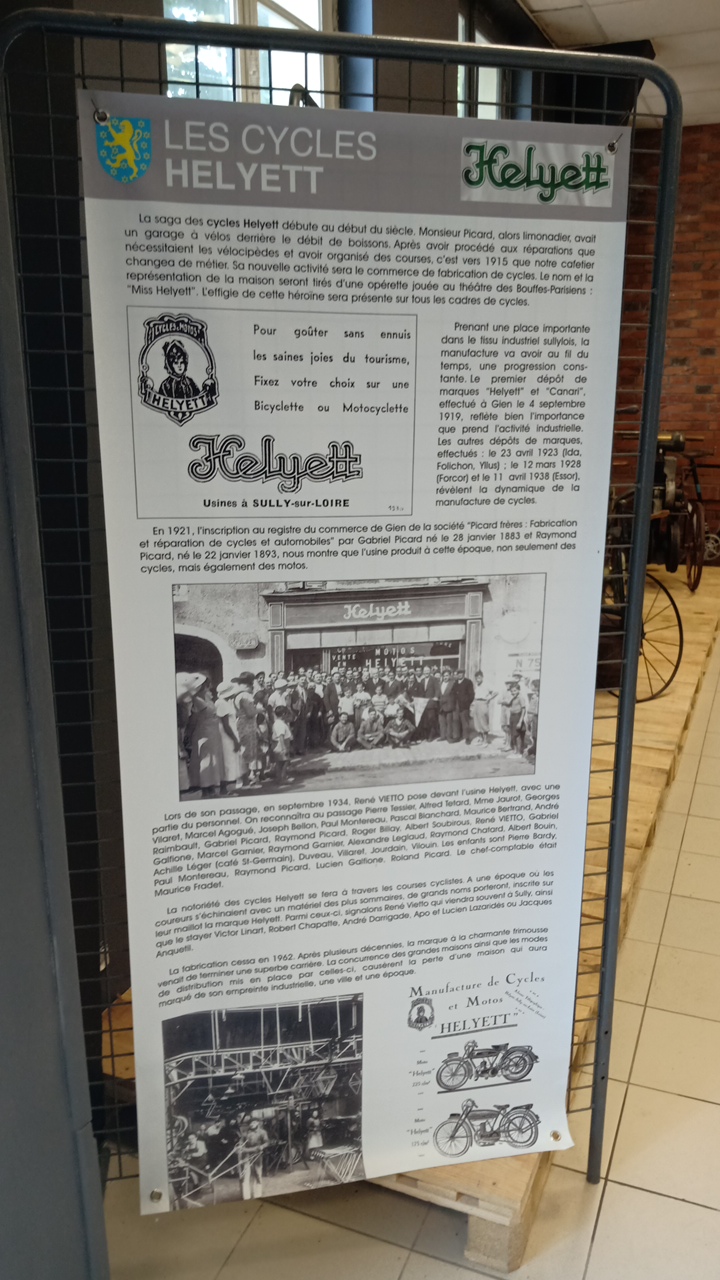 LES CYCLES
HELYETT
Helyett
La saga des cycles Helyett débute au début du siècle. Monsieur Picard, alors limonadier, avait
un garage à vélos derrière le débit de boissons. Après avoir procédé aux réparations que
nécessitaient les vélocipèdes et avoir organisé des courses, c'est vers 1915 que notre cafetier
changea de métier. Sa nouvelle activité sera le commerce de fabrication de cycles. Le nom et la
représentation de la maison seront tirés d'une opérette jouée au théâtre des Bouffes-Parisiens :
"Miss Helyett". L'effigie de cette héroïne sera présente sur tous les cadres de cycles.
CYCLES & MOTOS
HELYETT
Pour goûter sans ennuis
les saines joies du tourisme,
Fixez votre choix sur une
Bicyclette ou Motocyclette
Helyett
Usines à SULLY-sur-LOIRE
Prenant une place importante
dans le tissu industriel sullylois, la
manufacture va avoir au fil du
temps, une progression cons-
tante. Le premier dépôt de
marques "Helyett" et "Canari",
effectué à Gien le 4 septembre
1919, reflète bien l'importance
que prend l'activité industrielle.
Les autres dépôts de marques,
effectués : le 23 avril 1923 (Ida,
Folichon, Yllus) ; le 12 mars 1928
(Forcor) et le 11 avril 1938 (Essor),
révèlent la dynamique de la
manufacture de cycles.
En 1921, l'inscription au registre du commerce de Gien de la société "Picard frères : Fabrication
et réparation de cycles et automobiles" par Gabriel Picard né le 28 janvier 1883 et Raymond
Picard, né le 22 janvier 1893, nous montre que l'usine produit à cette époque, non seulement des
cycles, mais également des motos.
Helyett
VENTE MOTOS
EN HELYETT
N 75
Lors de son passage, en septembre 1934, René VIETTO pose devant l'usine Helyett, avec une
partie du personnel. On reconnaîtra au passage Pierre Tessier, Alfred Tetard, Mme Jaurot, Georges
Vilaret, Marcel Agogué, Joseph Bellon, Paul Montereau, Pascal Blanchard, Maurice Bertrand, André
Raimbault, Gabriel Picard, Raymond Picard, Roger Billay, Albert Soubirous, René VIETTO, Gabriel
Galfione, Marcel Garnier, Raymond Garnier, Alexandre Leglaud, Raymond Chafard, Albert Bouin,
Achille Léger (café St-Germain), Duveau, Villaret, Jourdain, Vilouin. Les enfants sont Pierre Bardy,
Paul Montereau, Raymond Picard, Lucien Galfione, Roland Picard. Le chef-comptable était
Maurice Fradet.
La notoriété des cycles Helyett se fera à travers les courses cyclistes. A une époque où les
coureurs s'échinaient avec un matériel des plus sommaires, de grands noms porteront, inscrite sur
leur maillot la marque Helyett. Parmi ceux-ci, signalons René Vietto qui viendra souvent à Sully, ainsi
que le stayer Victor Linart, Robert Chapatte, André Darrigade, Apo et Lucien Lazaridès ou Jacques
Anquetil.
La fabrication cessa en 1962. Après plusieurs décennies, la marque à la charmante frimousse
venait de terminer une superbe carrière. La concurrence des grandes maisons ainsi que les modes
de distribution mis en place par celles-ci, causèrent la perte d'une maison qui aura
marqué de son empreinte industrielle, une ville et une époque.
Manufacture de Cycles
et Motos
"HELYETT"
Moto
"Helyett"
Moto
"Helyett"
175 cm³